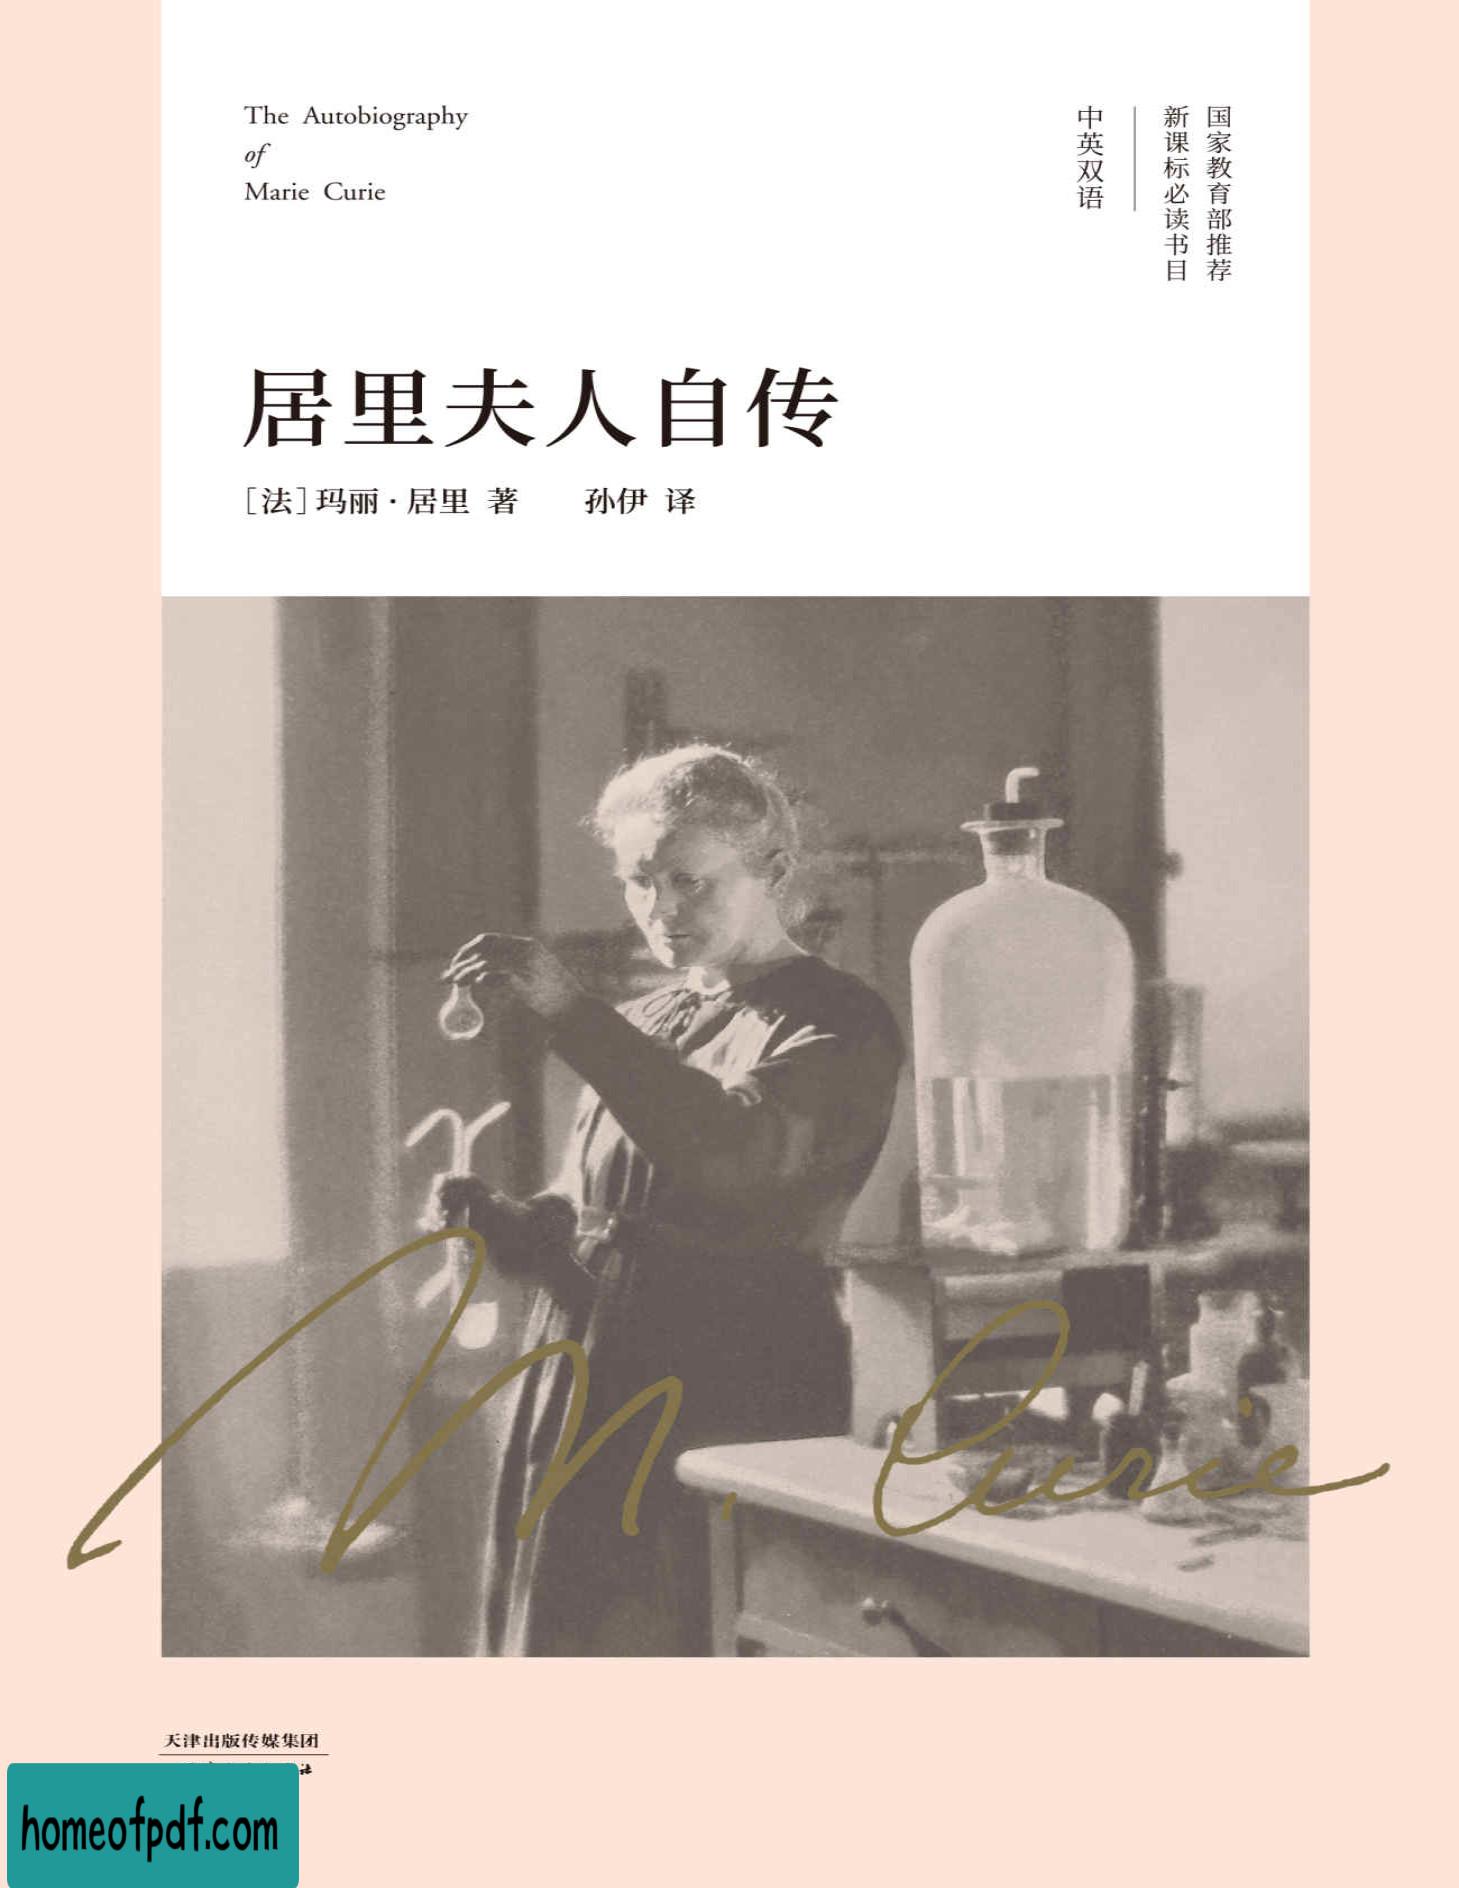 The Autobiography
of
Marie Curie
国家教育部推荐
新课标必读书目
中英双语
居里夫人自传
[法]玛丽·居里 著 孙伊 译
M. Curie
天津出版传媒集团
homeofpdf.com